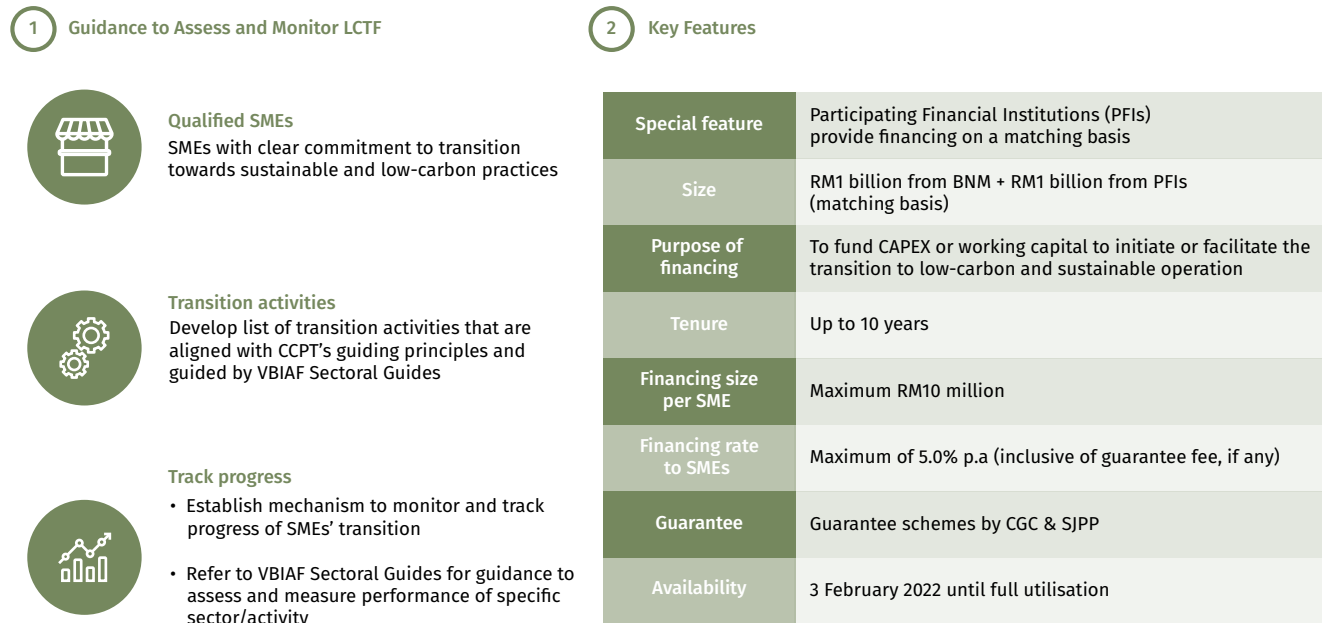 1 Guidance to Assess and Monitor LCTF
Qualified SMEs
SMEs with clear commitment to transition
towards sustainable and low-carbon practices
Transition activities
Develop list of transition activities that are
aligned with CCPT's guiding principles and
guided by VBIAF Sectoral Guides
Track progress
• Establish mechanism to monitor and track
progress of SMEs' transition
• Refer to VBIAF Sectoral Guides for guidance to
assess and measure performance of specific
sector/activity
2 Key Features
Special feature
Participating Financial Institutions (PFIs)
provide financing on a matching basis
Size
RM1 billion from BNM + RM1 billion from PFIs
(matching basis)
Purpose of
financing
To fund CAPEX or working capital to initiate or facilitate the
transition to low-carbon and sustainable operation
Tenure
Up to 10 years
Financing size
per SME
Maximum RM10 million
Financing rate
to SMEs
Maximum of 5.0% p.a (inclusive of guarantee fee, if any)
Guarantee
Guarantee schemes by CGC & SJPP
Availability
3 February 2022 until full utilisation